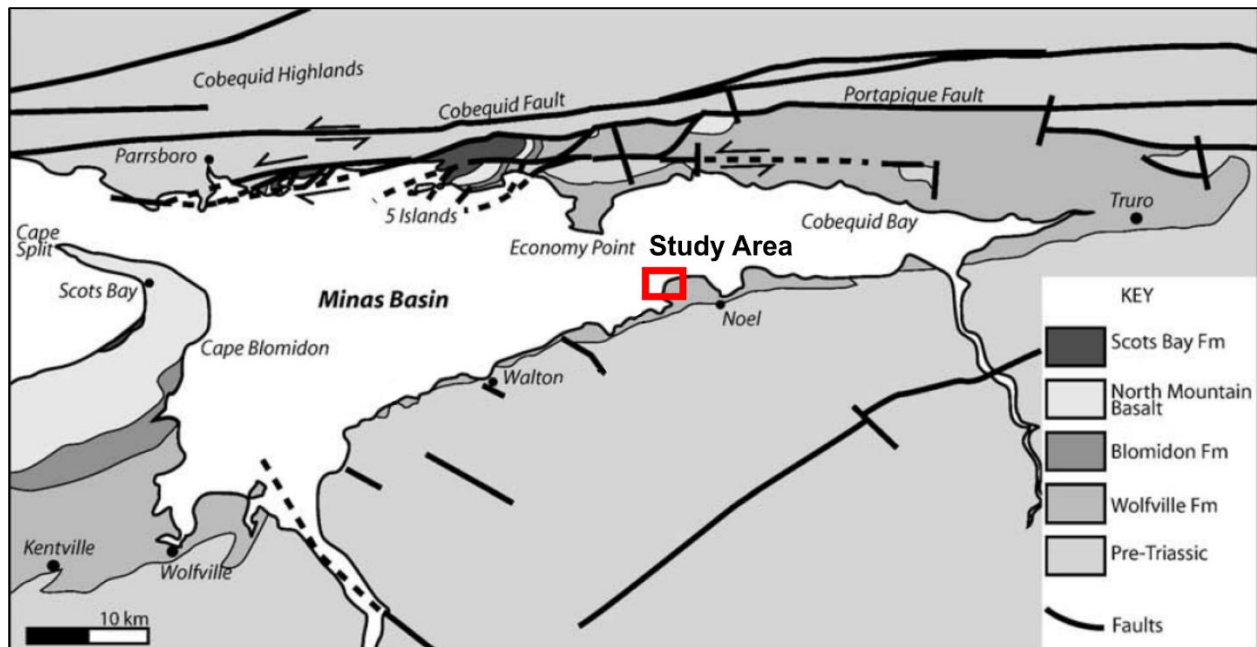 Cobequid Highlands
Cobequid Fault
Portapique Fault
Parrsboro
5 Islands
Cape
Split
Economy Point
Cobequid Bay
Truro
Study Area
Scots Bay
Minas Basin
Noel
Cape Blomidon
Walton
Kentville
Wolfville
10 km
KEY
Scots Bay Fm
North Mountain
Basalt
Blomidon Fm
Wolfville Fm
Pre-Triassic
Faults